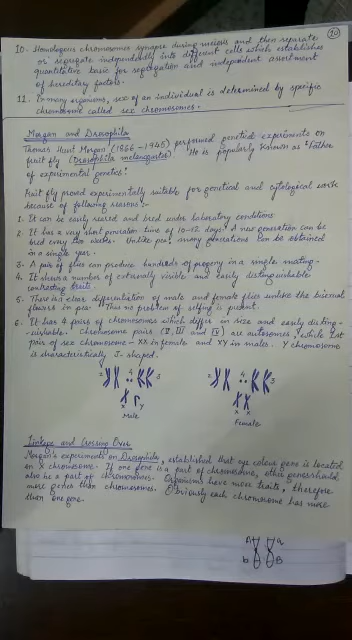 20
10. Homologous chromosomes synapse during meiosis and then separate
or segregate independently into different cells which establishes
quantitative basis for segregation and independent assortment
of hereditary factors.
11. In many organisms, sex of an individual is determined by specific
chromosome called sex chromosomes.
Morgan and Drosophila
Thomas Hunt Morgan (1866-1945) performed genetical experiments on
fruit fly (Drosophila melanogaster). He is popularly known as "Father
of experimental genetics".
Fruit fly proved experimentally suitable for genetical and cytological work
because of following reasons:-
1. It can be easily reared and bred under laboratory conditions
2. It has a very short generation time of 10-12 days. A new generation can be
bred every two weeks. Unlike pea, many generations can be obtained
in a single year.
3. A pair of flies can produce hundreds of progeny in a single mating.
4. It shows a number of externally visible and easily distinguishable
contrasting traits.
5. There is a clear differentiation of male and female flies unlike the bisexual
flowers in pea. Thus no problem of selfing is present.
6. It has 4 pairs of chromosomes which differ in size and easily disting-
-uishable. Chromosome pairs (II, III and IV) are autosomes, while 1st
pair of sex chromosome - XX in female and XY in males. Y chromosome
is characteristically J-shaped.
2 4 3 2 4 3
X Y X X
Male Female
Linkage and Crossing Over
Morgan's experiments on Drosophila, established that eye colour gene is located
on X chromosome. If one gene is a part of chromosome, other genes should
also be a part of chromosomes. Organisms have more traits, therefore
more genes than chromosomes. Obviously each chromosome has more
than one gene.
A a
b B